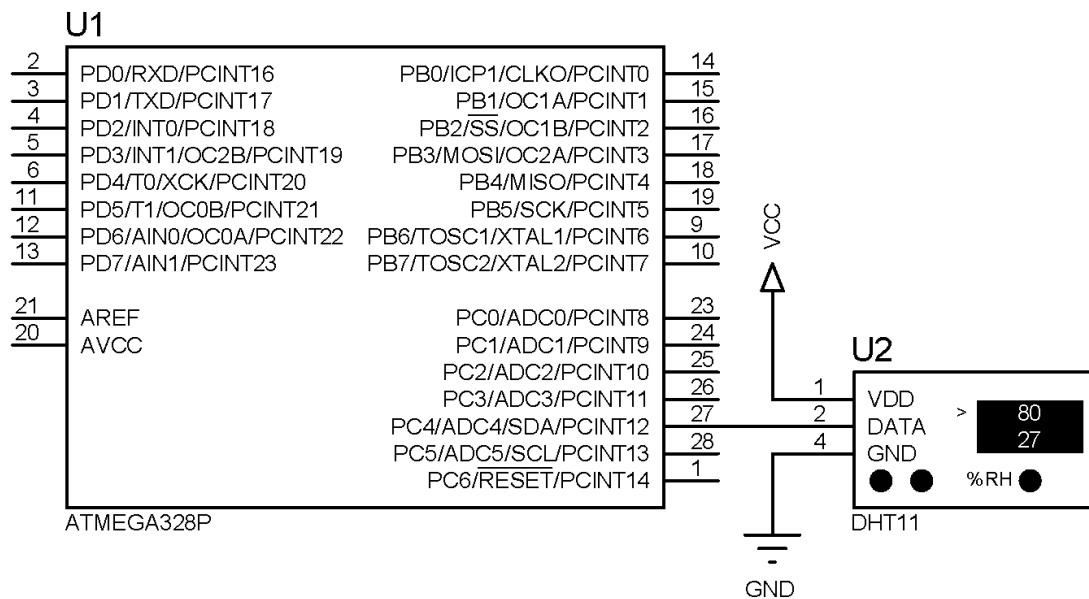 U1
2 PD0/RXD/PCINT16
3 PD1/TXD/PCINT17
4 PD2/INT0/PCINT18
5 PD3/INT1/OC2B/PCINT19
6 PD4/T0/XCK/PCINT20
11 PD5/T1/OC0B/PCINT21
12 PD6/AIN0/OC0A/PCINT22
13 PD7/AIN1/PCINT23
21 AREF
20 AVCC
PB0/ICP1/CLKO/PCINT0 14
PB1/OC1A/PCINT1 15
PB2/SS/OC1B/PCINT2 16
PB3/MOSI/OC2A/PCINT3 17
PB4/MISO/PCINT4 18
PB5/SCK/PCINT5 19
PB6/TOSC1/XTAL1/PCINT6 9
PB7/TOSC2/XTAL2/PCINT7 10
PC0/ADC0/PCINT8 23
PC1/ADC1/PCINT9 24
PC2/ADC2/PCINT10 25
PC3/ADC3/PCINT11 26
PC4/ADC4/SDA/PCINT12 27
PC5/ADC5/SCL/PCINT13 28
PC6/RESET/PCINT14 1
ATMEGA328P
VCC
U2
1 VDD
2 DATA
4 GND
>
80
27
%RH
DHT11
GND